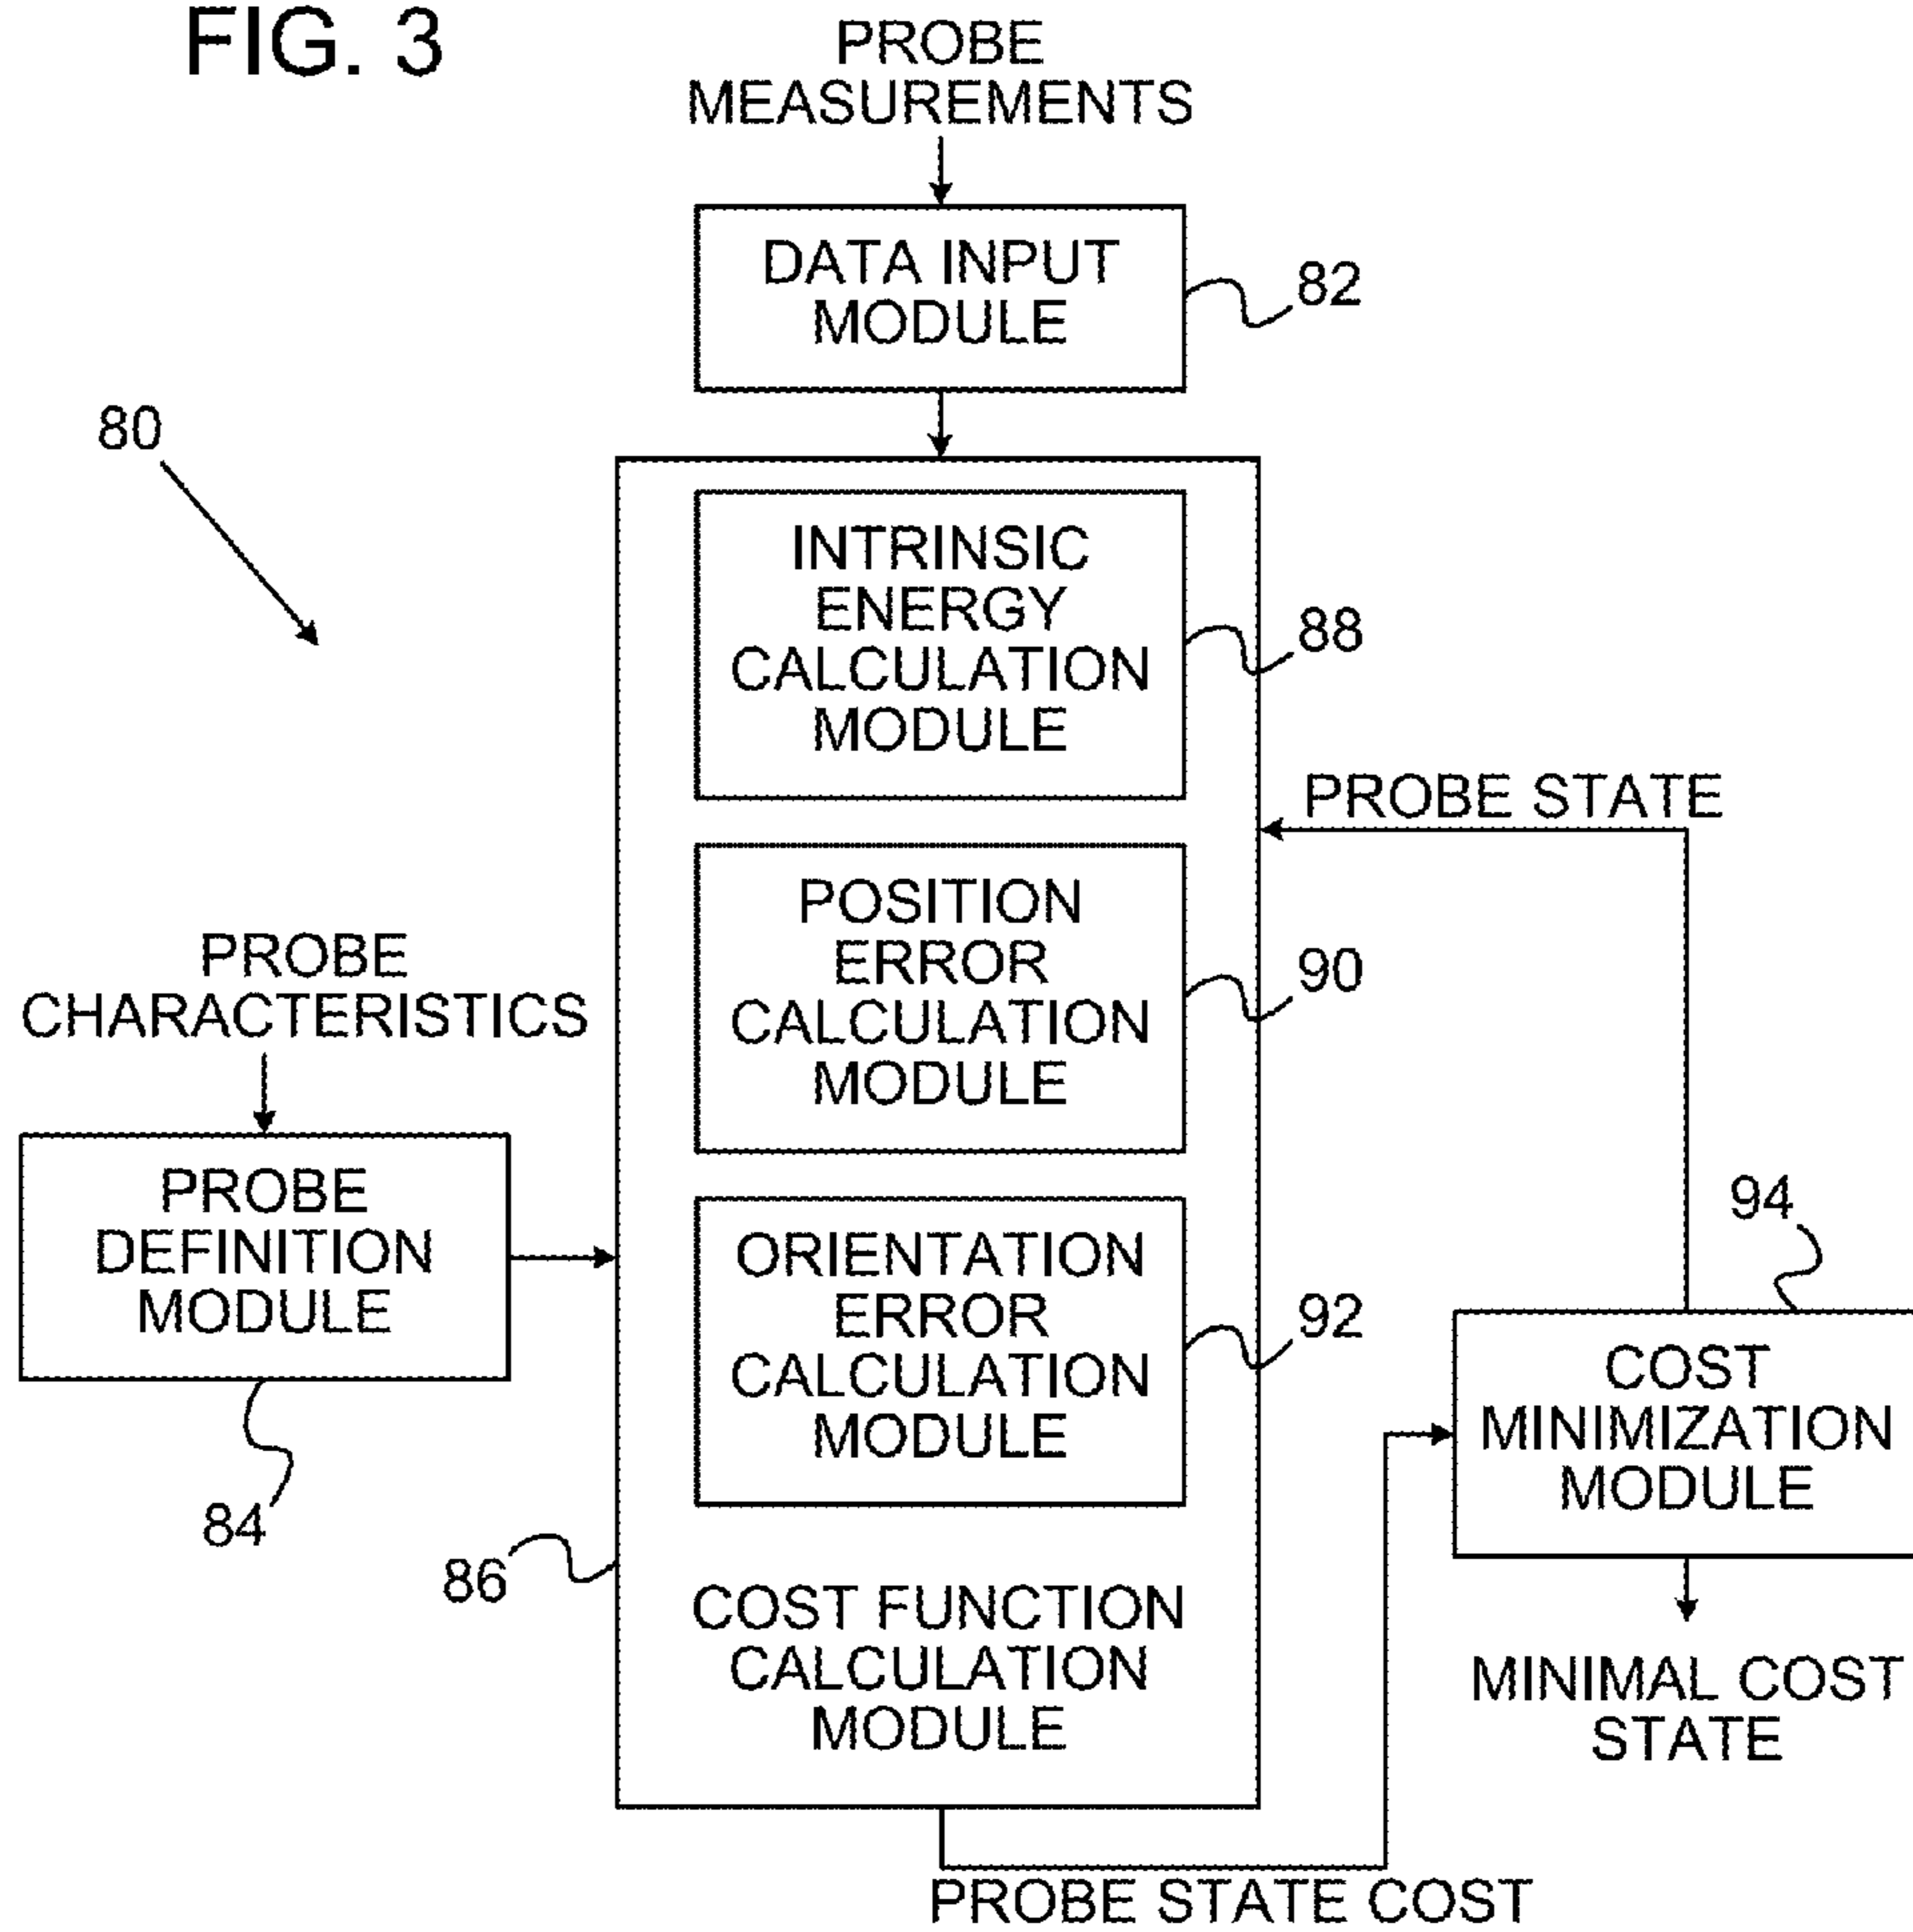 FIG. 3
PROBE
MEASUREMENTS
DATA INPUT
MODULE
82
80
INTRINSIC
ENERGY
CALCULATION
MODULE
88
PROBE STATE
POSITION
ERROR
CALCULATION
MODULE
90
PROBE
CHARACTERISTICS
PROBE
DEFINITION
MODULE
84
ORIENTATION
ERROR
CALCULATION
MODULE
92
94
COST
MINIMIZATION
MODULE
86
COST FUNCTION
CALCULATION
MODULE
MINIMAL COST
STATE
PROBE STATE COST